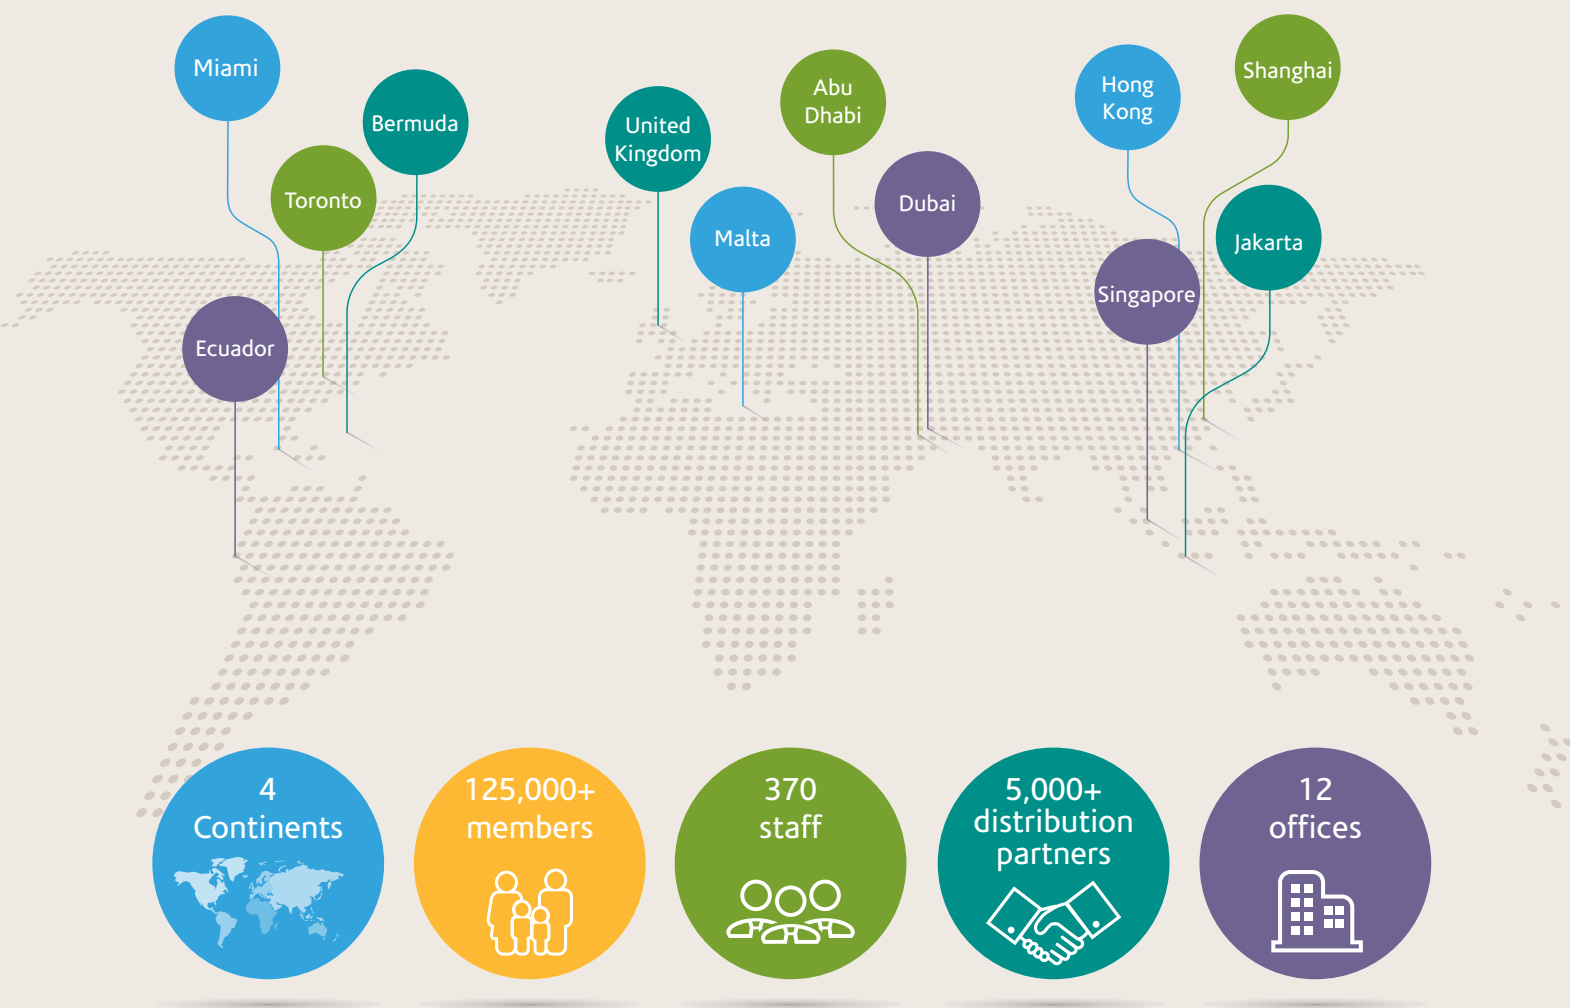 Miami
Toronto
Bermuda
Ecuador
United
Kingdom
Malta
Abu
Dhabi
Dubai
Hong
Kong
Shanghai
Singapore
Jakarta
4
Continents
125,000+
members
370
staff
5,000+
distribution
partners
12
offices